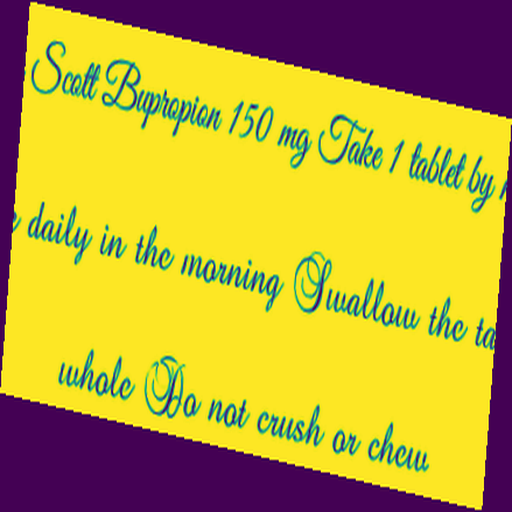 Scott Bupropion 150 mg Take 1 tablet by
daily in the morning Swallow the
whole Do not crush or chew